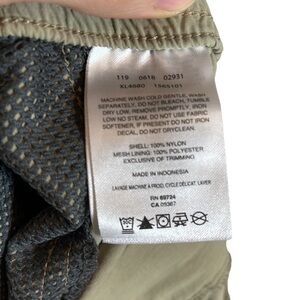 119 0618 02931
XL4680 1565101
MACHINE WASH COLD GENTLE, WASH
SEPARATELY, DO NOT BLEACH, TUMBLE
DRY LOW, REMOVE PROMPTLY, IRON
LOW NO STEAM, DO NOT USE FABRIC
SOFTENER, IF PRESENT DO NOT IRON
DECAL, DO NOT DRYCLEAN.
SHELL: 100% NYLON
MESH LINING: 100% POLYESTER
EXCLUSIVE OF TRIMMING
MADE IN INDONESIA
LAVAGE MACHINE A FROID, CYCLE DÉLICAT, LAVER
RN 69724
CA 05367